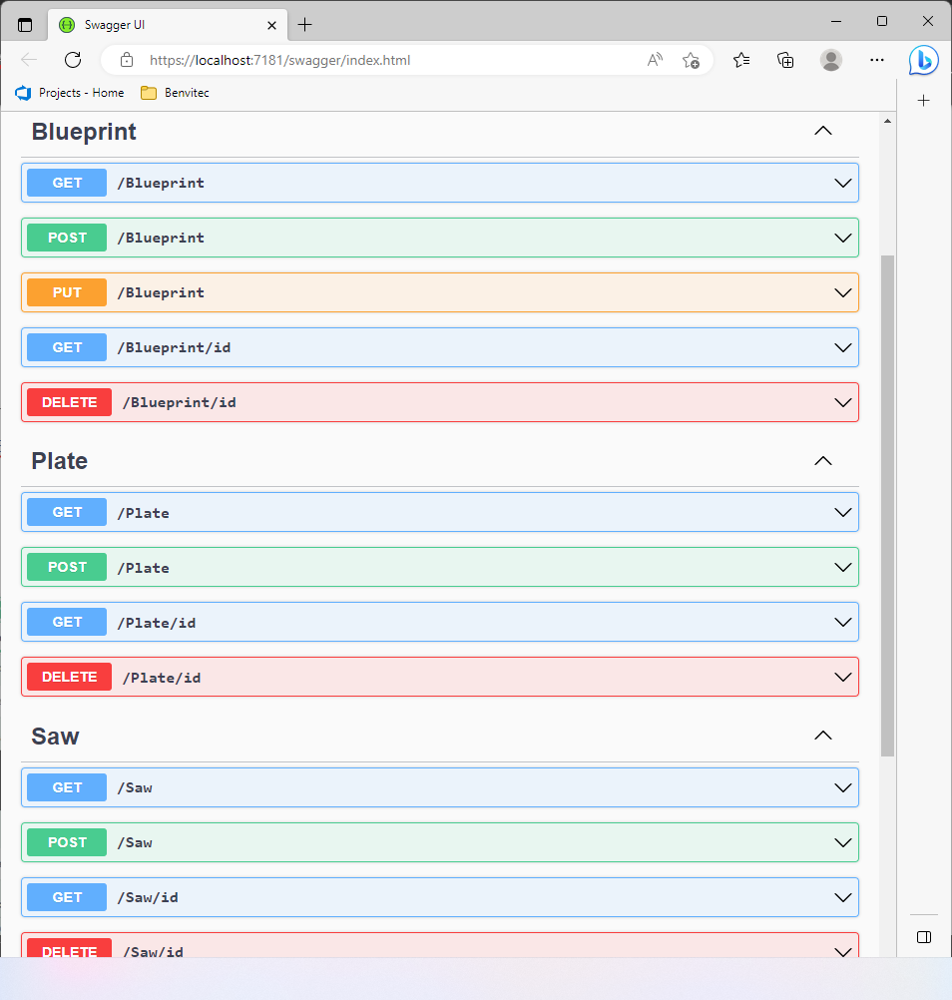 Swagger UI
https://localhost:7181/swagger/index.html
Projects - Home
Benvitec
Blueprint
GET /Blueprint
POST /Blueprint
PUT /Blueprint
GET /Blueprint/id
DELETE /Blueprint/id
Plate
GET /Plate
POST /Plate
GET /Plate/id
DELETE /Plate/id
Saw
GET /Saw
POST /Saw
GET /Saw/id
DELETE /Saw/id